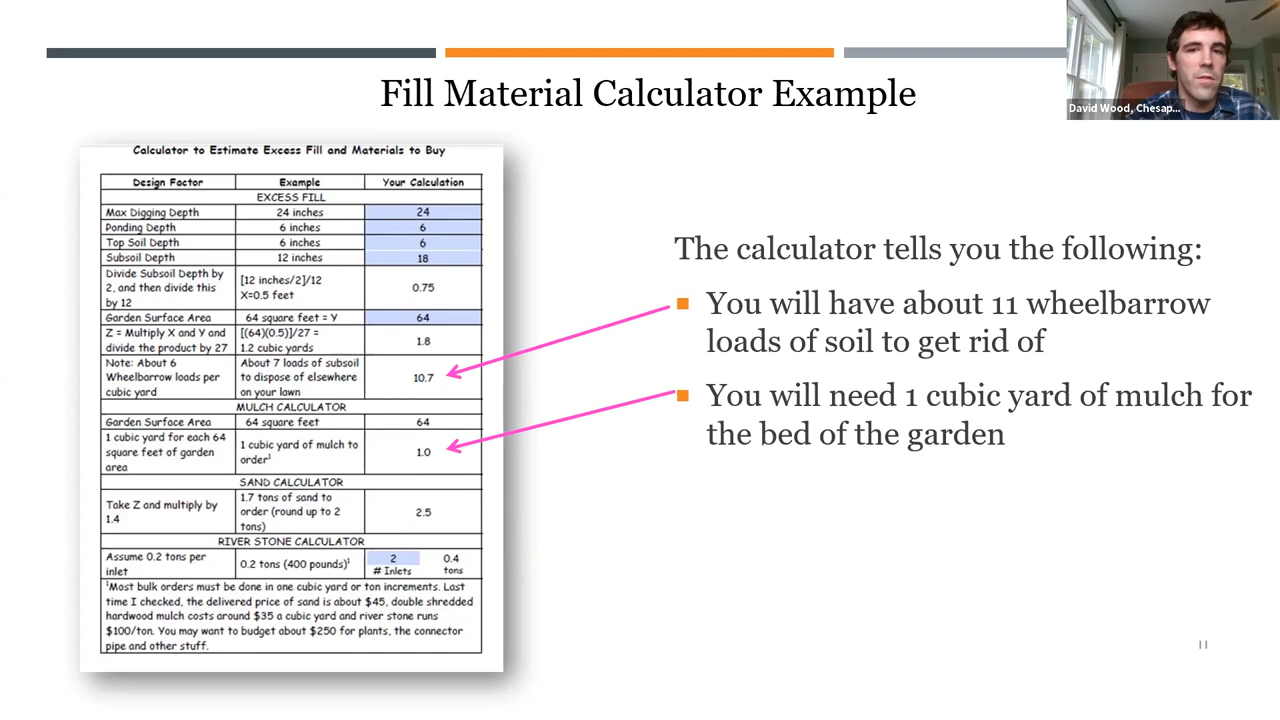 Fill Material Calculator Example
David Wood, Chesap...
Calculator to Estimate Excess Fill and Materials to Buy
Design Factor Example Your Calculation
EXCESS FILL
Max Digging Depth 24 inches 24
Ponding Depth 6 inches 6
Top Soil Depth 6 inches 6
Subsoil Depth 12 inches 18
Divide Subsoil Depth by
2, and then divide this
by 12
[12 inches/2]/12
X=0.5 feet
0.75
Garden Surface Area 64 square feet = Y 64
Z = Multiply X and Y and
divide the product by 27
[(64)(0.5)]/27 =
1.2 cubic yards
1.8
Note: About 6
Wheelbarrow loads per
cubic yard
About 7 loads of subsoil
to dispose of elsewhere
on your lawn
10.7
MULCH CALCULATOR
Garden Surface Area 64 square feet 64
1 cubic yard for each 64
square feet of garden
area
1 cubic yard of mulch to
order¹
1.0
SAND CALCULATOR
Take Z and multiply by
1.4
1.7 tons of sand to
order (round up to 2
tons)
2.5
RIVER STONE CALCULATOR
Assume 0.2 tons per
inlet
0.2 tons (400 pounds)¹
2 0.4
# Inlets tons
¹Most bulk orders must be done in one cubic yard or ton increments. Last
time I checked, the delivered price of sand is about $45, double shredded
hardwood mulch costs around $35 a cubic yard and river stone runs
$100/ton. You may want to budget about $250 for plants, the connector
pipe and other stuff.
The calculator tells you the following:
You will have about 11 wheelbarrow
loads of soil to get rid of
You will need 1 cubic yard of mulch for
the bed of the garden
11